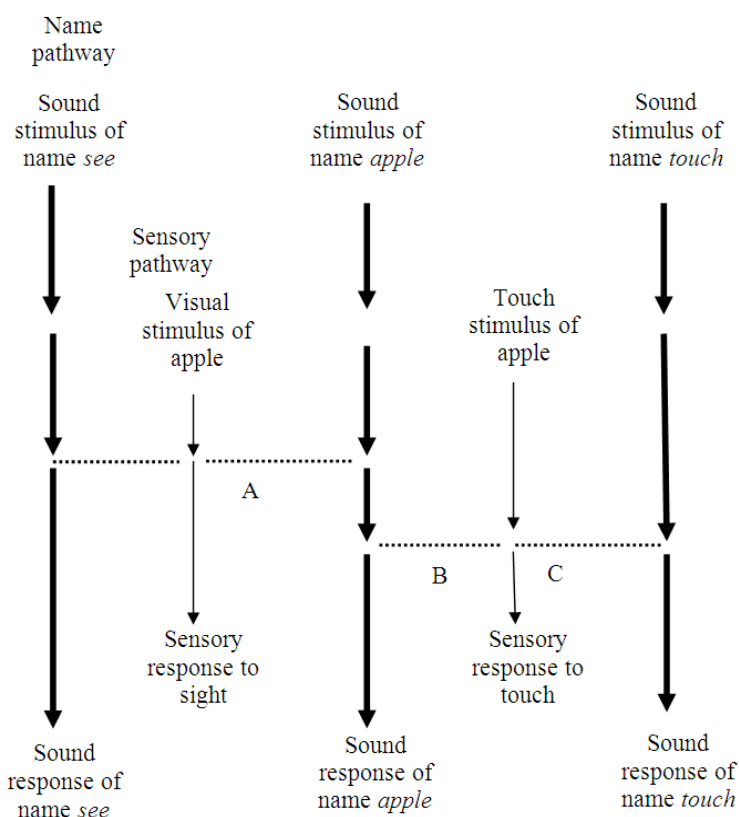 Name
pathway
Sound
stimulus of
name see
Sound
stimulus of
name apple
Sound
stimulus of
name touch
Sensory
pathway
Visual
stimulus of
apple
Touch
stimulus of
apple
A
B
C
Sensory
response to
sight
Sensory
response to
touch
Sound
response of
name see
Sound
response of
name apple
Sound
response of
name touch